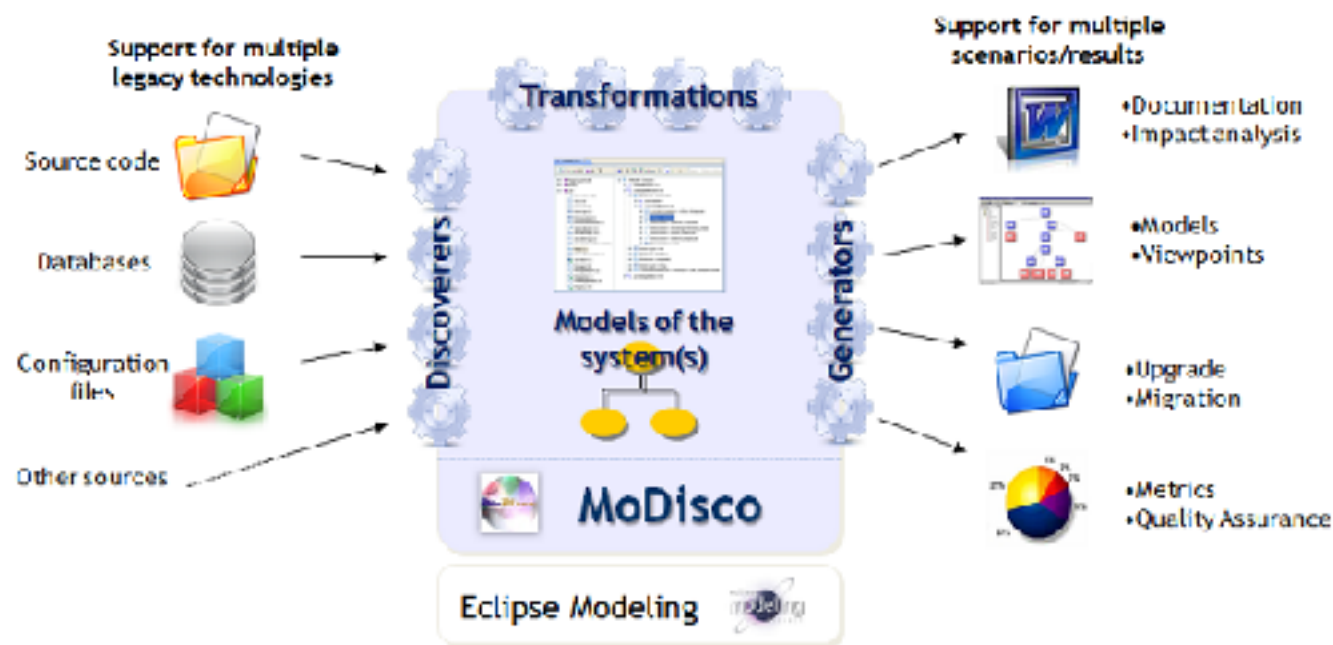 Support for multiple
legacy technologies
Source code
Databases
Configuration
files
Other sources
Transformations
Discoverers
Models of the
system(s)
Generators
MoDisco
Eclipse Modeling
modeling
Support for multiple
scenarios/results
•Documentation
•Impact analysis
•Models
•Viewpoints
•Upgrade
•Migration
•Metrics
•Quality Assurance